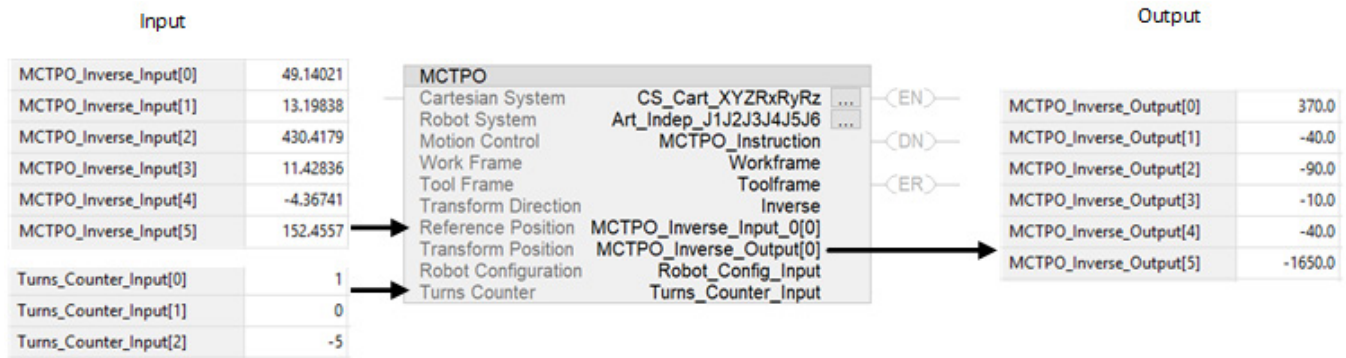 Input
Output
MCTPO_Inverse_Input[0] 49.14021
MCTPO_Inverse_Input[1] 13.19838
MCTPO_Inverse_Input[2] 430.4179
MCTPO_Inverse_Input[3] 11.42836
MCTPO_Inverse_Input[4] -4.36741
MCTPO_Inverse_Input[5] 152.4557
Turns_Counter_Input[0] 1
Turns_Counter_Input[1] 0
Turns_Counter_Input[2] -5
MCTPO
Cartesian System CS_Cart_XYZRxRyRz ... EN
Robot System Art_Indep_J1J2J3J4J5J6 ...
Motion Control MCTPO_Instruction DN
Work Frame Workframe
Tool Frame Toolframe ER
Transform Direction Inverse
Reference Position MCTPO_Inverse_Input_0[0]
Transform Position MCTPO_Inverse_Output[0]
Robot Configuration Robot_Config_Input
Turns Counter Turns_Counter_Input
MCTPO_Inverse_Output[0] 370.0
MCTPO_Inverse_Output[1] -40.0
MCTPO_Inverse_Output[2] -90.0
MCTPO_Inverse_Output[3] -10.0
MCTPO_Inverse_Output[4] -40.0
MCTPO_Inverse_Output[5] -1650.0